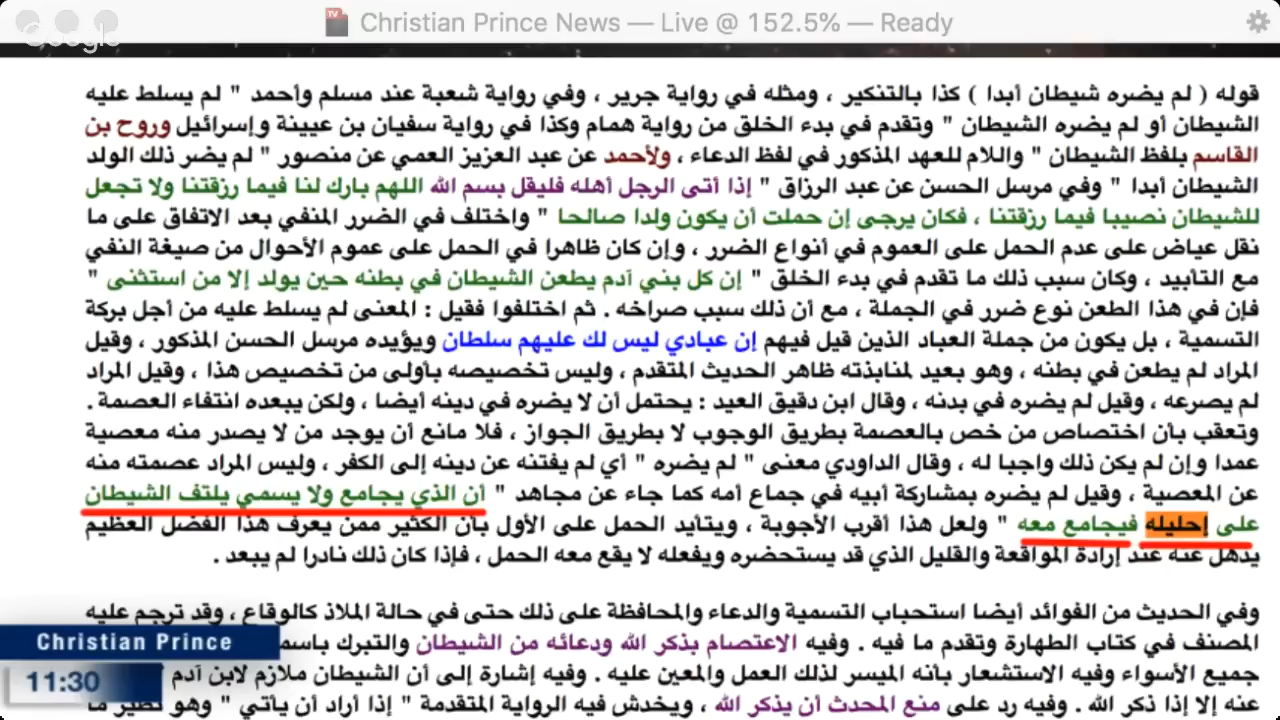 Christian Prince News — Live @ 152.5% — Ready
Google
قوله ( لم يضره شيطان أبدا ) كذا بالتنكير ، ومثله في رواية جرير ، وفي رواية شعبة عند مسلم وأحمد " لم يسلط عليه
الشيطان أو لم يضره الشيطان " وتقدم في بدء الخلق من رواية همام وكذا في رواية سفيان بن عيينة وإسرائيل وروح بن
القاسم بلفظ الشيطان " واللام للعهد المذكور في لفظ الدعاء ، ولأحمد عن عبد العزيز العمي عن منصور " لم يضر ذلك الولد
الشيطان أبدا " وفي مرسل الحسن عن عبد الرزاق " إذا أتى الرجل أهله فليقل بسم الله اللهم بارك لنا فيما رزقتنا ولا تجعل
للشيطان نصيبا فيما رزقتنا ، فكان يرجى إن حملت أن يكون ولدا صالحا " واختلف في الضرر المنفي بعد الاتفاق على ما
نقل عياض على عدم الحمل على العموم في أنواع الضرر ، وإن كان ظاهرا في الحمل على عموم الأحوال من صيغة النفي
مع التأبيد ، وكان سبب ذلك ما تقدم في بدء الخلق " إن كل بني آدم يطعن الشيطان في بطنه حين يولد إلا من استثنى "
فإن في هذا الطعن نوع ضرر في الجملة ، مع أن ذلك سبب صراخه . ثم اختلفوا فقيل : المعنى لم يسلط عليه من أجل بركة
التسمية ، بل يكون من جملة العباد الذين قيل فيهم إن عبادي ليس لك عليهم سلطان ويؤيده مرسل الحسن المذكور ، وقيل
المراد لم يطعن في بطنه ، وهو بعيد لمنابذته ظاهر الحديث المتقدم ، وليس تخصيصه بأولى من تخصيص هذا ، وقيل المراد
لم يصرعه ، وقيل لم يضره في بدنه ، وقال ابن دقيق العيد : يحتمل أن لا يضره في دينه أيضا ، ولكن يبعده انتفاء العصمة .
وتعقب بأن اختصاص من خص بالعصمة بطريق الوجوب لا بطريق الجواز ، فلا مانع أن يوجد من لا يصدر منه معصية
عمدا وإن لم يكن ذلك واجبا له ، وقال الداودي معنى " لم يضره " أي لم يفتنه عن دينه إلى الكفر ، وليس المراد عصمته منه
عن المعصية ، وقيل لم يضره بمشاركة أبيه في جماع أمه كما جاء عن مجاهد " أن الذي يجامع ولا يسمي يلتف الشيطان
على إحليله فيجامع معه " ولعل هذا أقرب الأجوبة ، ويتأيد الحمل على الأول بأن الكثير ممن يعرف هذا الفضل العظيم
يذهل عنه عند إرادة المواقعة والقليل الذي قد يستحضره ويفعله لا يقع معه الحمل ، فإذا كان ذلك نادرا لم يبعد .
وفي الحديث من الفوائد أيضا استحباب التسمية والدعاء والمحافظة على ذلك حتى في حالة الملاذ كالوقاع ، وقد ترجم عليه
المصنف في كتاب الطهارة وتقدم ما فيه . وفيه الاعتصام بذكر الله ودعائه من الشيطان والتبرك باسم
جميع الأسواء وفيه الاستشعار بأنه الميسر لذلك العمل والمعين عليه . وفيه إشارة إلى أن الشيطان ملازم لابن آدم
عنه إلا إذا ذكر الله . وفيه رد على منع المحدث أن يذكر الله ، ويخدش فيه الرواية المتقدمة " إذا أراد أن يأتي " وهو نظير ما
Christian Prince
11:30